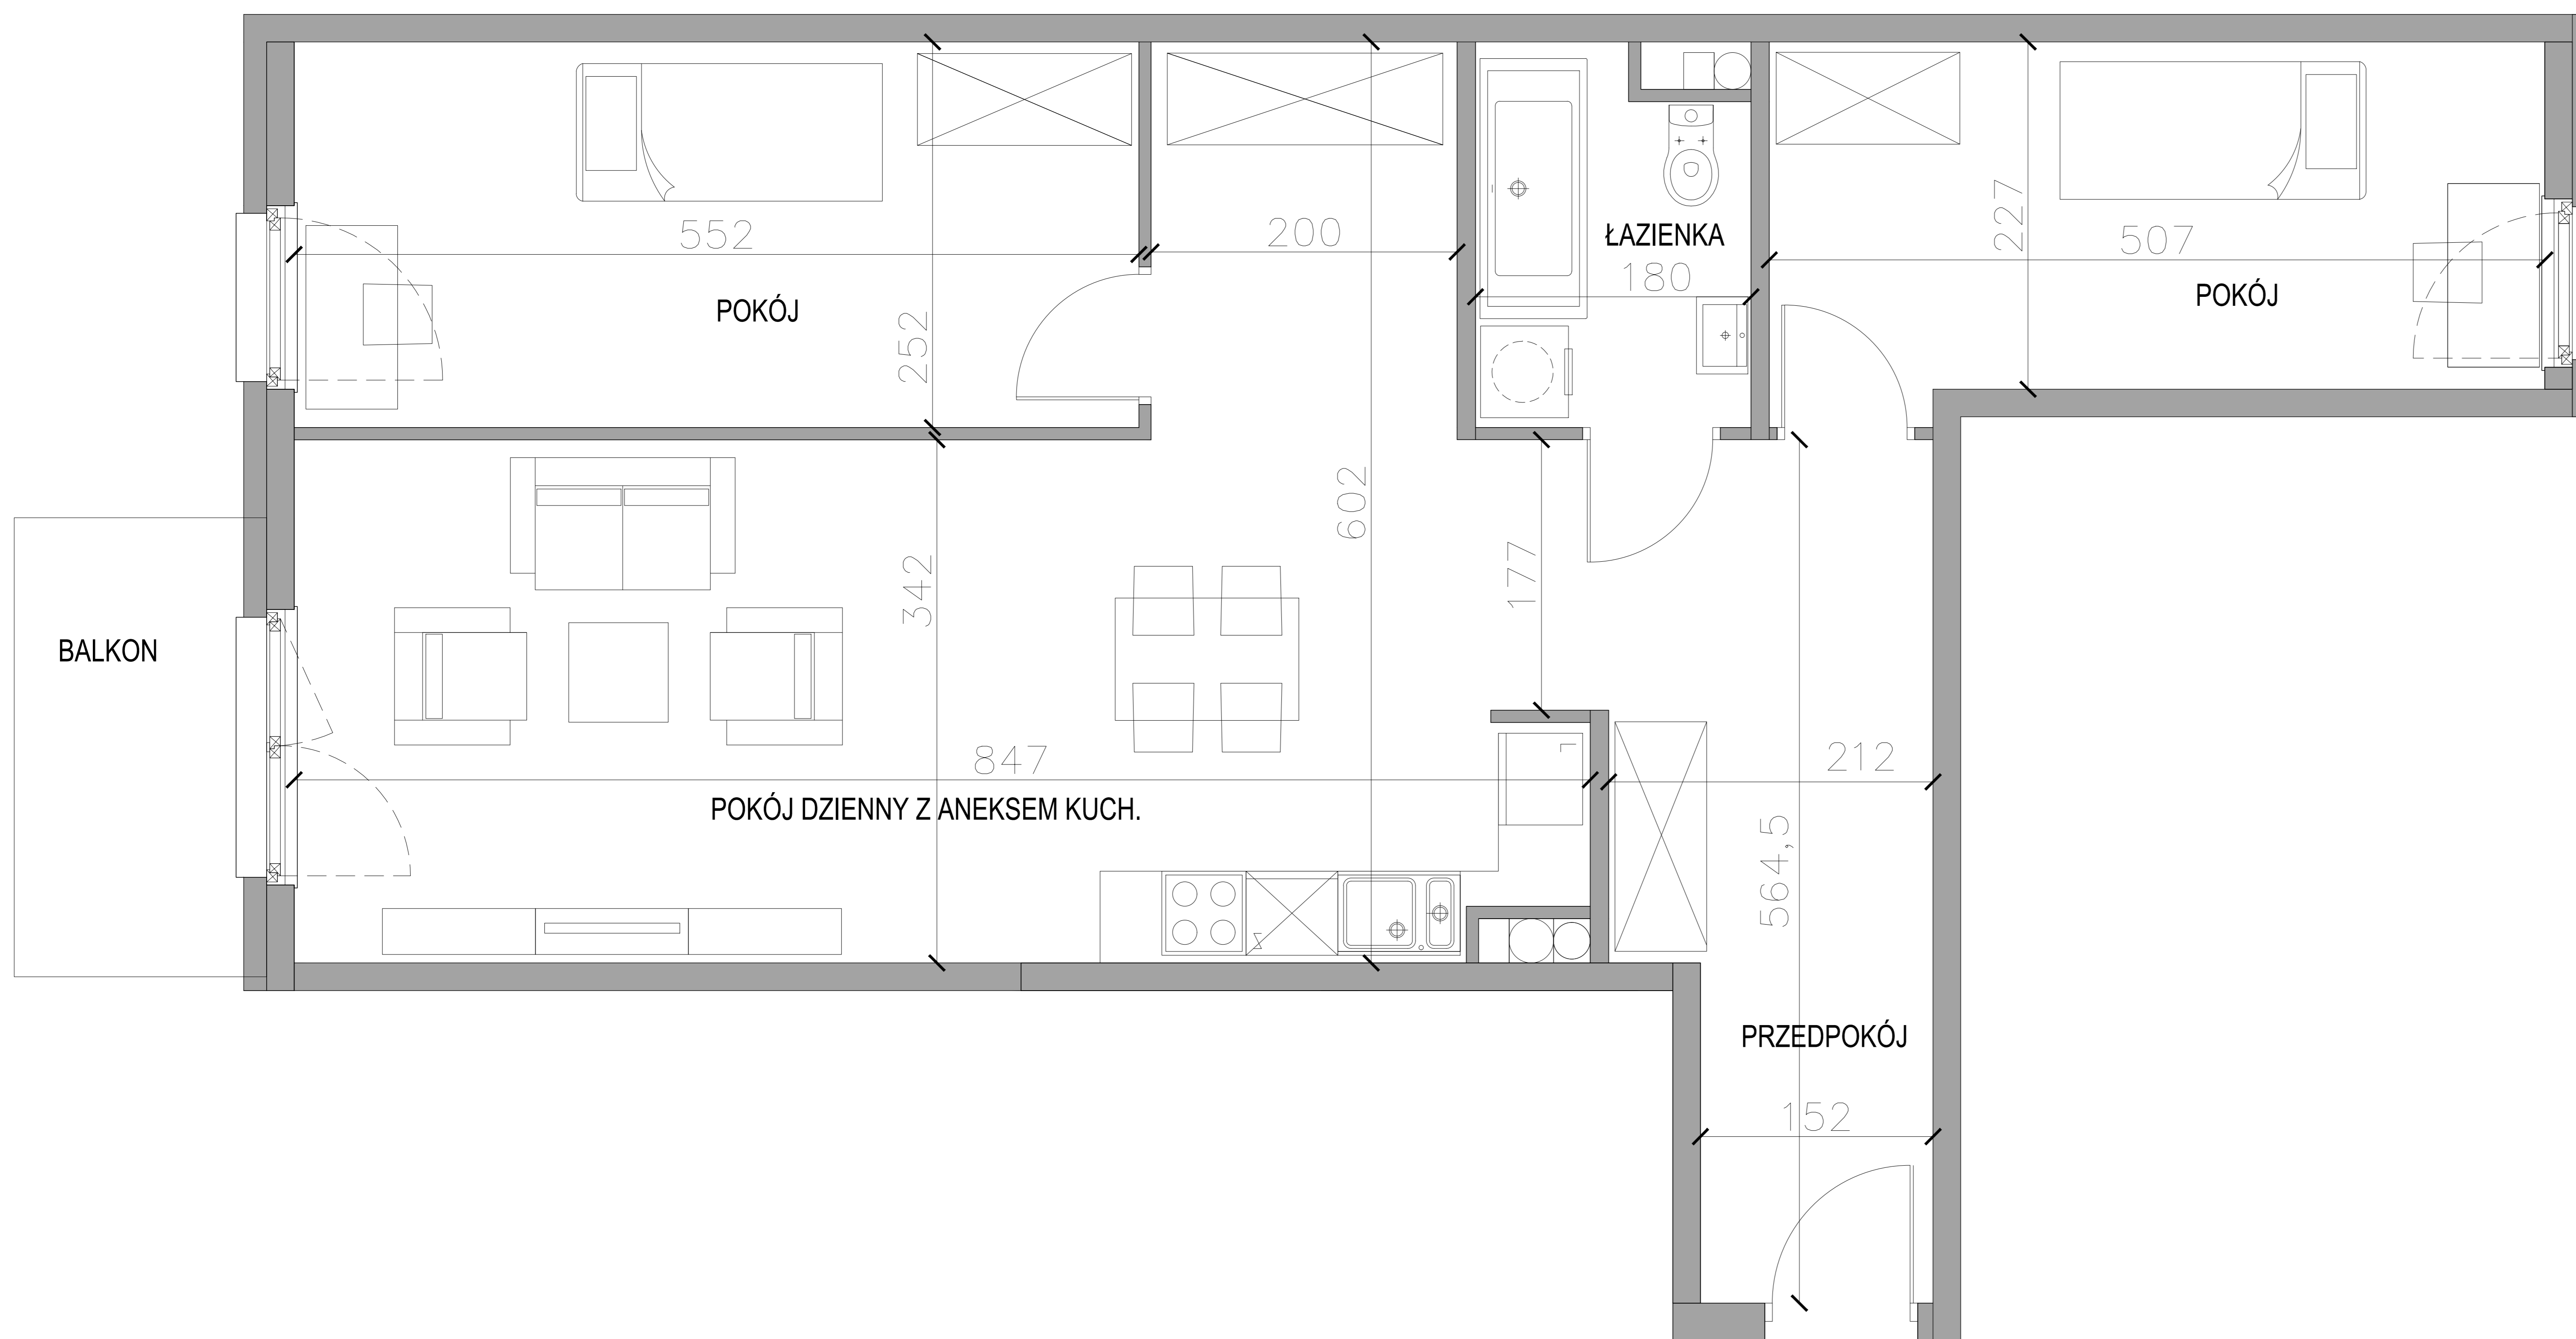 552
200
ŁAZIENKA
180
227
507
POKÓJ
POKÓJ
252
602
177
342
BALKON
847
212
POKÓJ DZIENNY Z ANEKSEM KUCH.
564,5
PRZEDPOKÓJ
152